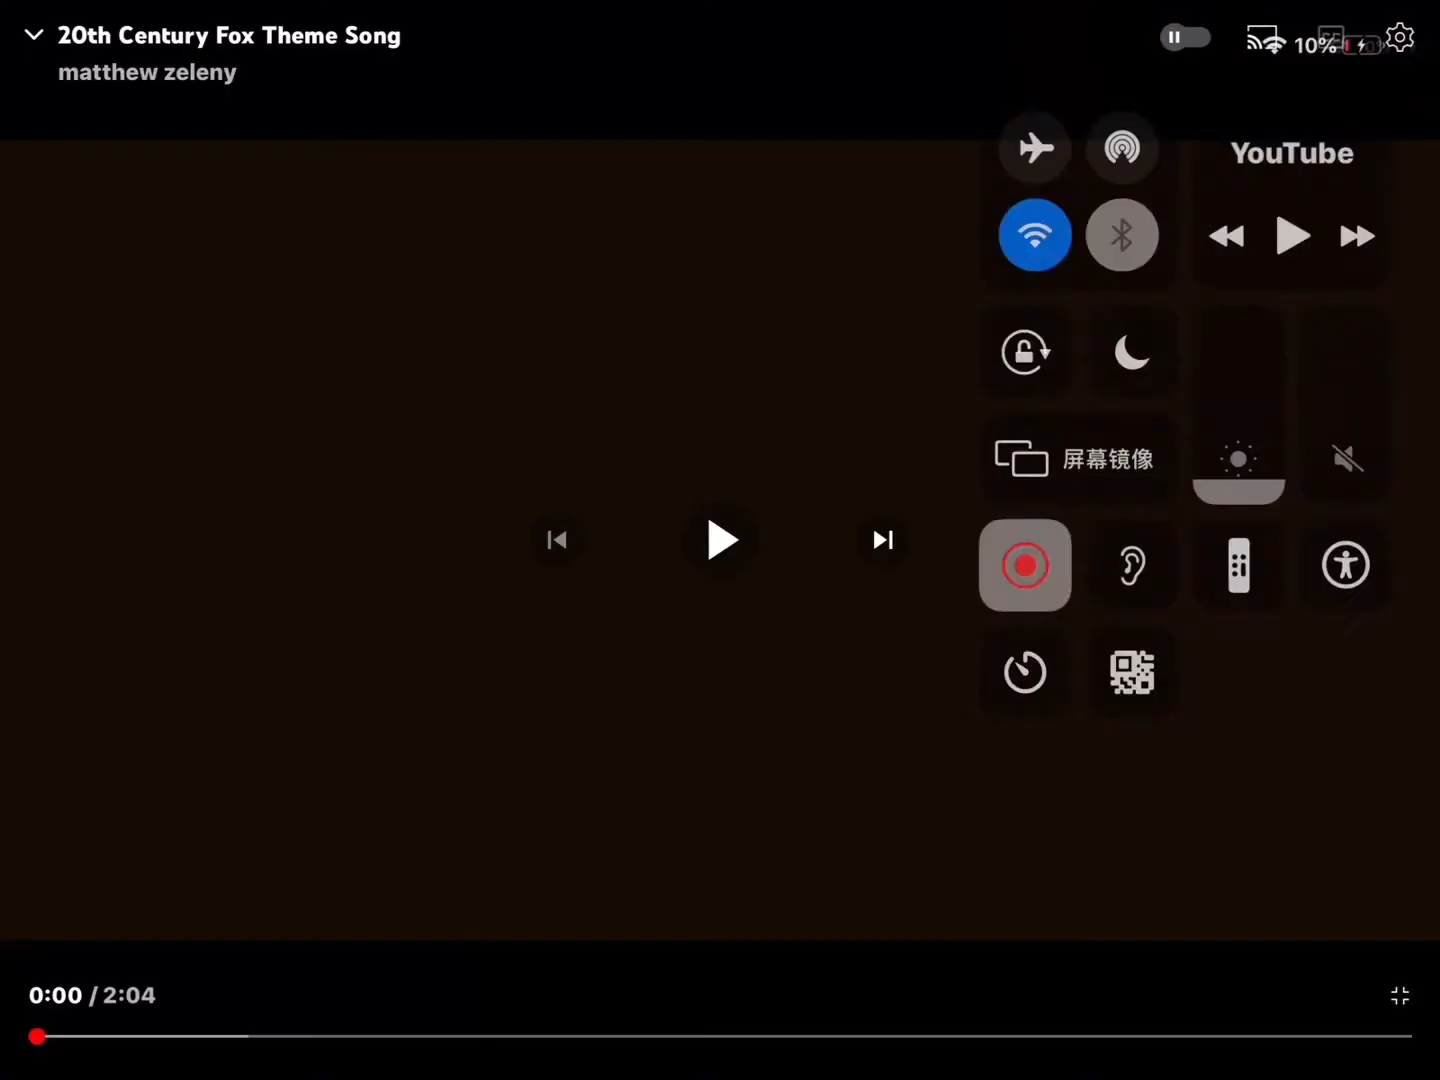 20th Century Fox Theme Song
matthew zeleny
10%
YouTube
屏幕镜像
0:00 / 2:04